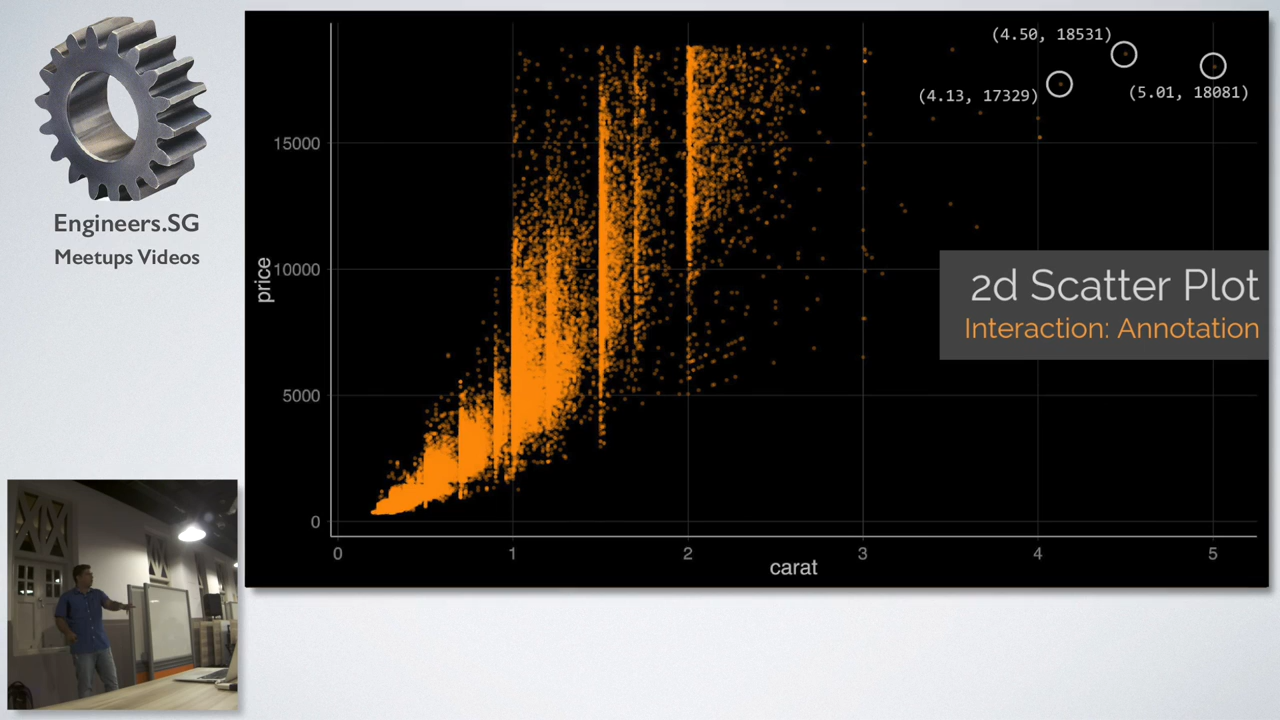 Engineers.SG
Meetups Videos
(4.50, 18531)
(4.13, 17329)
(5.01, 18081)
2d Scatter Plot
Interaction: Annotation
price
15000
10000
5000
0
0 1 2 3 4 5
carat